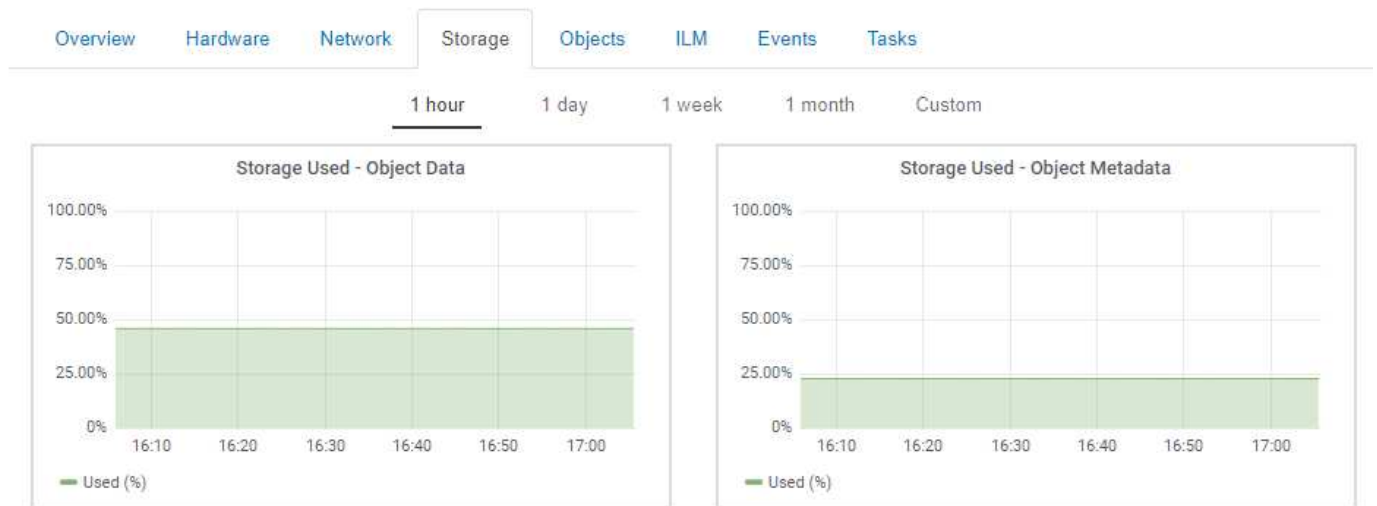 Overview Hardware Network Storage Objects ILM Events Tasks
1 hour 1 day 1 week 1 month Custom
Storage Used - Object Data
100.00%
75.00%
50.00%
25.00%
0%
16:10 16:20 16:30 16:40 16:50 17:00
Used (%)
Storage Used - Object Metadata
100.00%
75.00%
50.00%
25.00%
0%
16:10 16:20 16:30 16:40 16:50 17:00
Used (%)